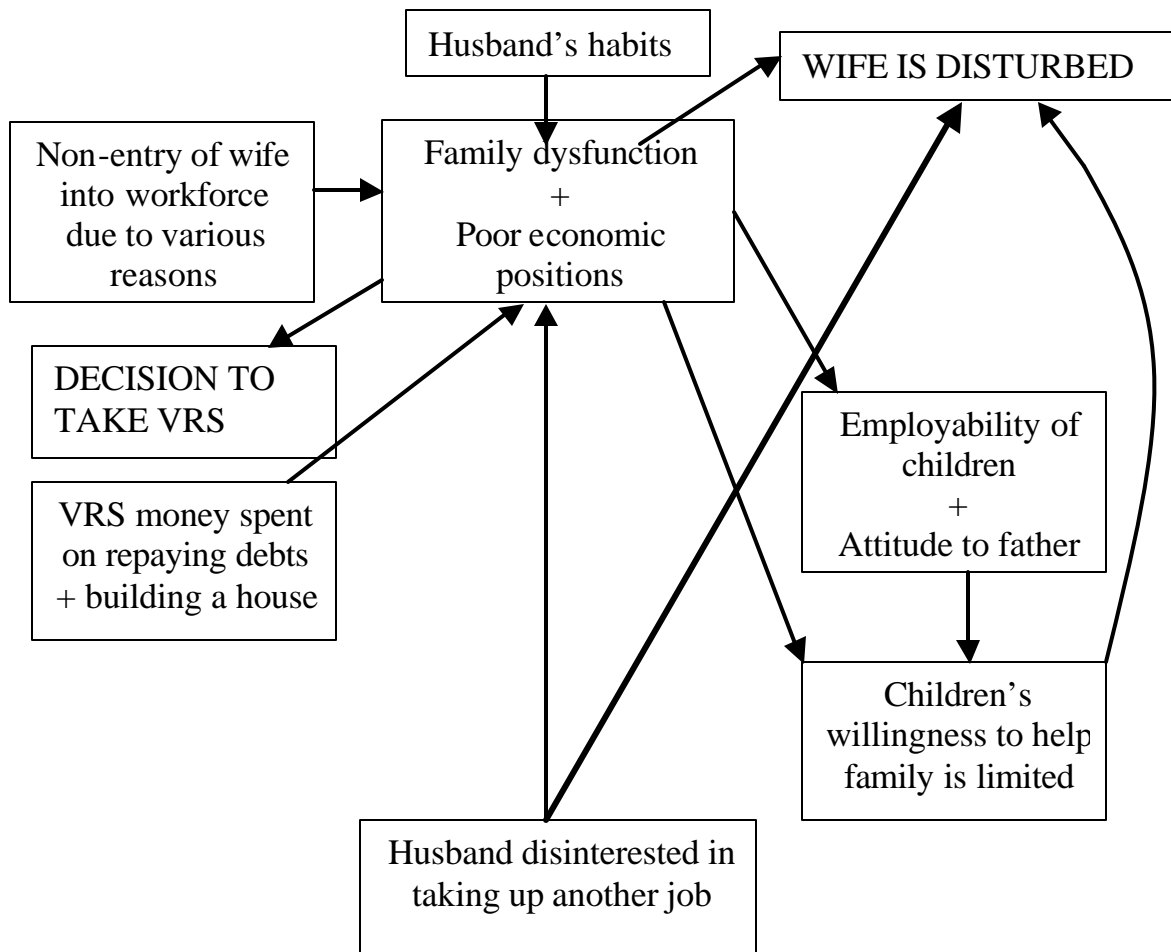 Husband’s habits
WIFE IS DISTURBED
Non-entry of wife
into workforce
due to various
reasons
Family dysfunction
+
Poor economic
positions
DECISION TO
TAKE VRS
VRS money spent
on repaying debts
+ building a house
Employability of
children
+
Attitude to father
Children’s
willingness to help
family is limited
Husband disinterested in
taking up another job